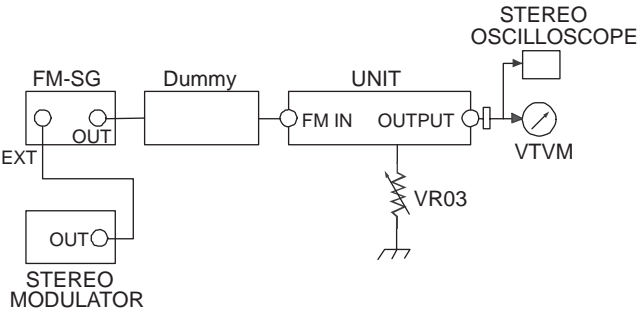 STEREO
OSCILLOSCOPE
FM-SG
Dummy
UNIT
OUT
FM IN
OUTPUT
EXT
VTVM
VR03
OUT
STEREO
MODULATOR